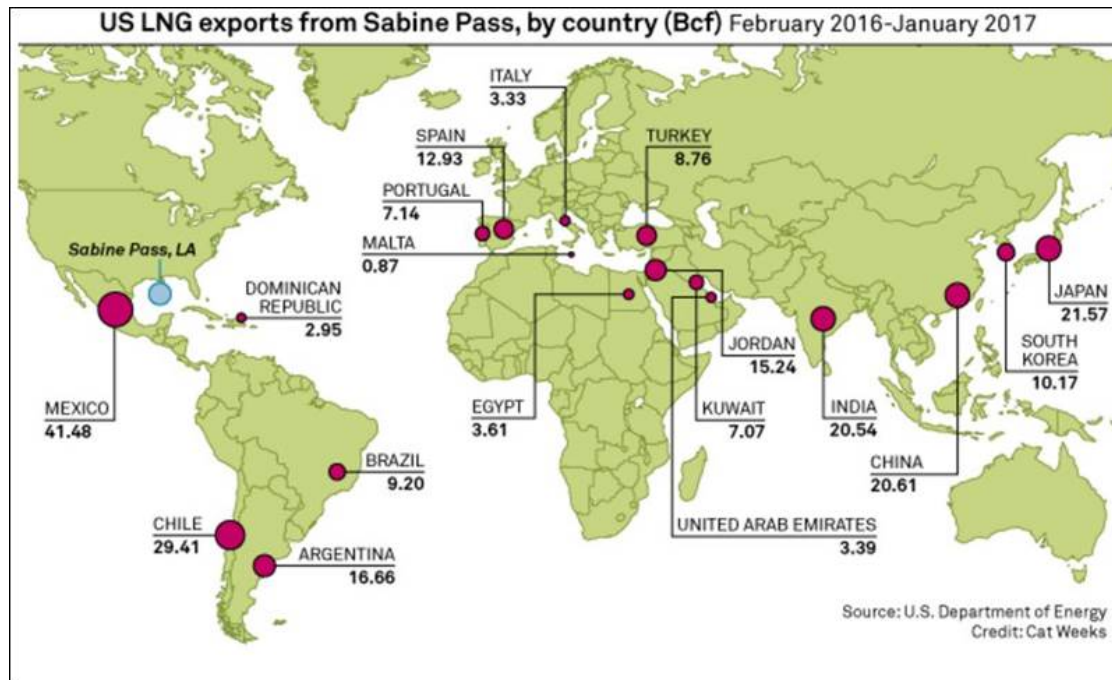 US LNG exports from Sabine Pass, by country (Bcf) February 2016-January 2017
ITALY
3.33
SPAIN
12.93
TURKEY
8.76
PORTUGAL
7.14
MALTA
0.87
Sabine Pass, LA
DOMINICAN
REPUBLIC
2.95
JAPAN
21.57
SOUTH
KOREA
10.17
JORDAN
15.24
MEXICO
41.48
EGYPT
3.61
KUWAIT
7.07
INDIA
20.54
BRAZIL
9.20
CHINA
20.61
CHILE
29.41
UNITED ARAB EMIRATES
3.39
ARGENTINA
16.66
Source: U.S. Department of Energy
Credit: Cat Weeks